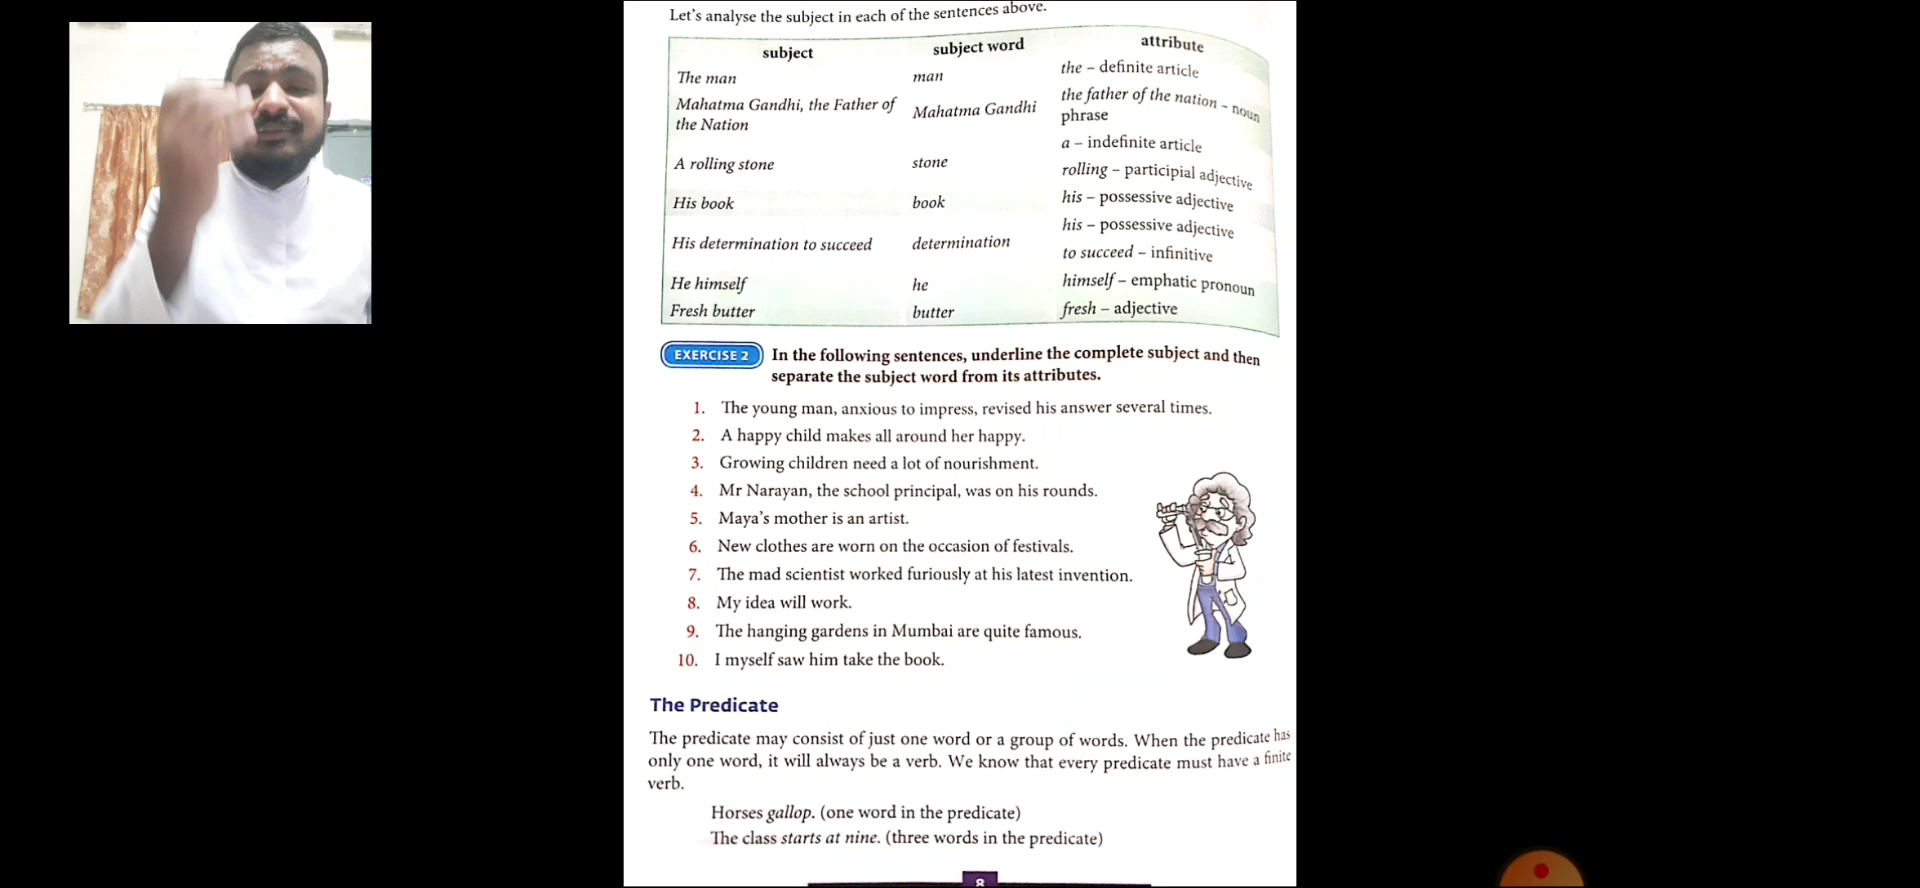 Let's analyse the subject in each of the sentences above.
subject subject word attribute
The man man the – definite article
Mahatma Gandhi, the Father of the Nation Mahatma Gandhi the father of the nation – noun phrase
A rolling stone stone a – indefinite article
rolling – participial adjective
His book book his – possessive adjective
His determination to succeed determination his – possessive adjective
to succeed – infinitive
He himself he himself – emphatic pronoun
Fresh butter butter fresh – adjective
EXERCISE 2 In the following sentences, underline the complete subject and then
separate the subject word from its attributes.
1. The young man, anxious to impress, revised his answer several times.
2. A happy child makes all around her happy.
3. Growing children need a lot of nourishment.
4. Mr Narayan, the school principal, was on his rounds.
5. Maya's mother is an artist.
6. New clothes are worn on the occasion of festivals.
7. The mad scientist worked furiously at his latest invention.
8. My idea will work.
9. The hanging gardens in Mumbai are quite famous.
10. I myself saw him take the book.
The Predicate
The predicate may consist of just one word or a group of words. When the predicate has
only one word, it will always be a verb. We know that every predicate must have a finite
verb.
Horses gallop. (one word in the predicate)
The class starts at nine. (three words in the predicate)
8